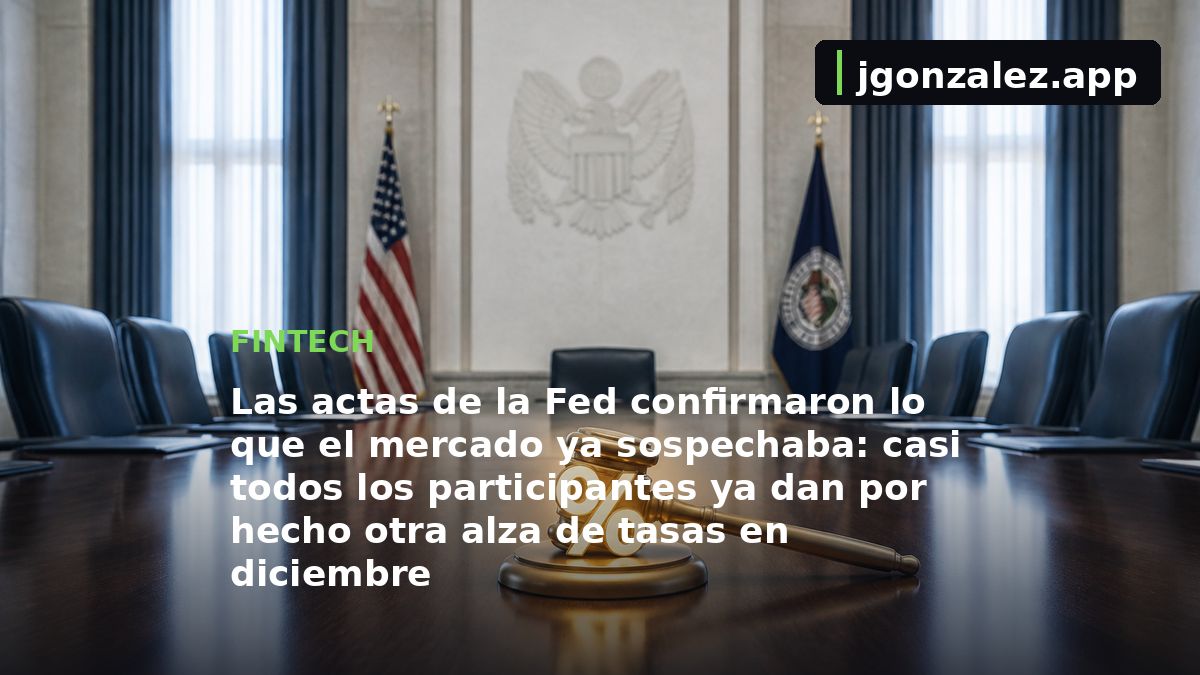 jgonzalez.app
FINTECH
Las actas de la Fed confirmaron lo
que el mercado ya sospechaba: casi
todos los participantes ya dan por
hecho otra alza de tasas en
diciembre
%